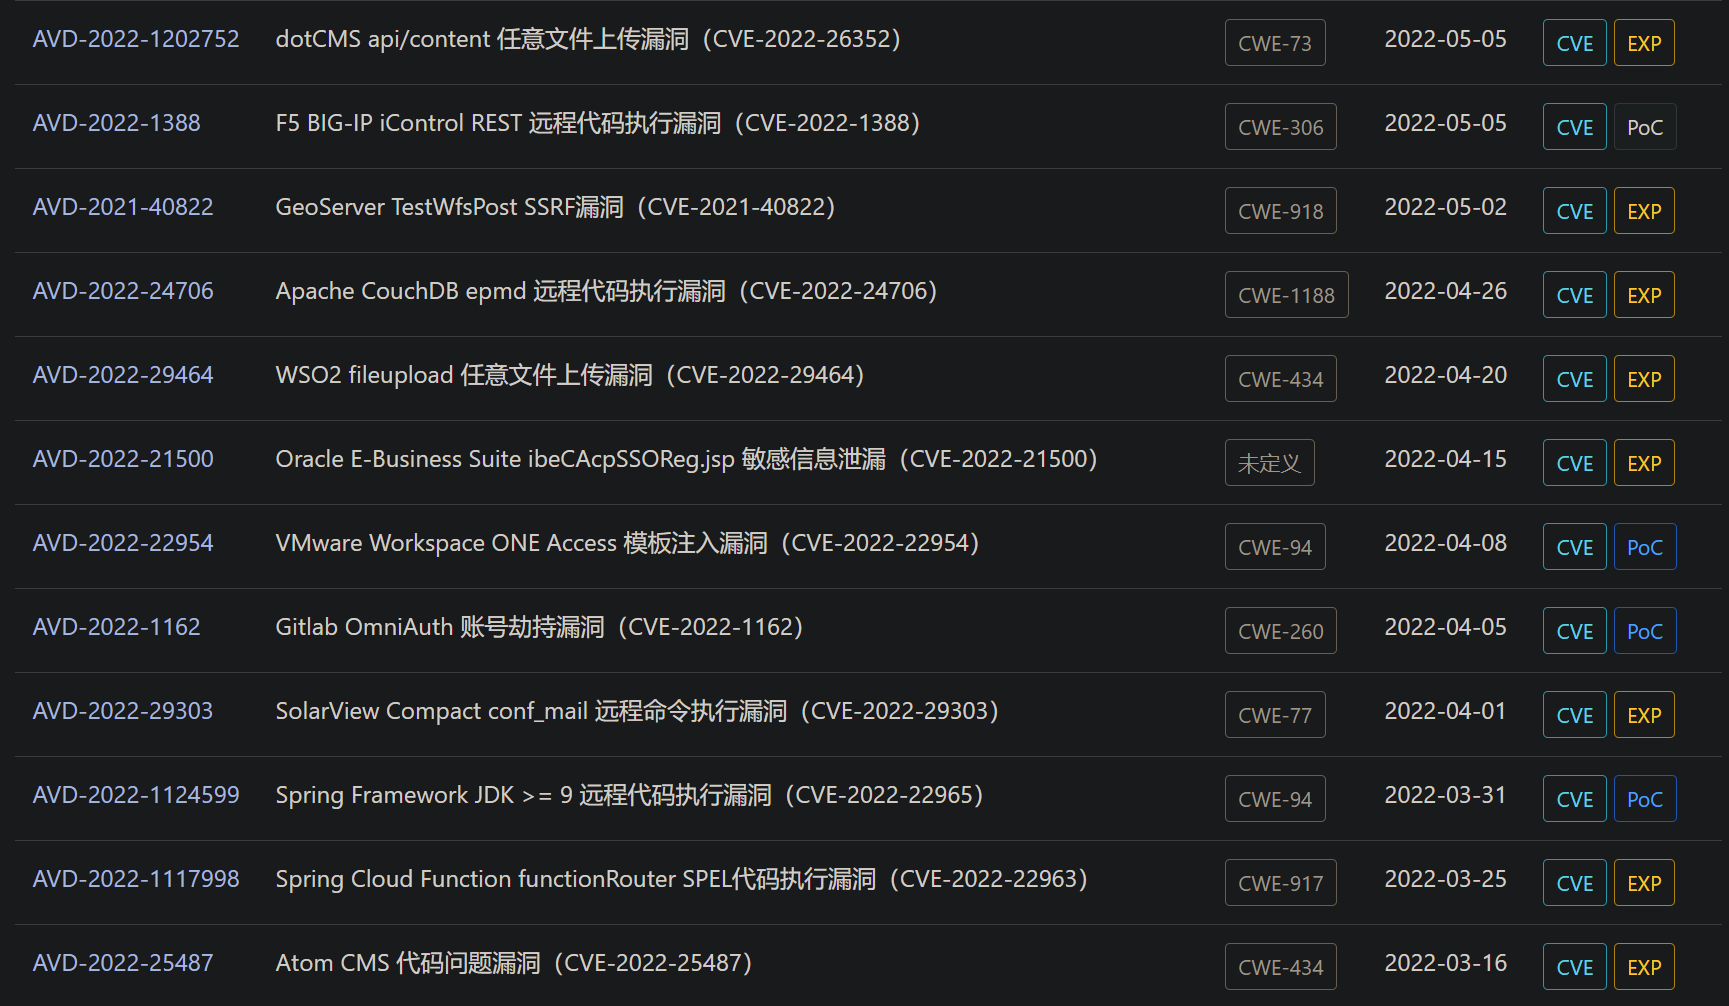 AVD-2022-1202752 dotCMS api/content 任意文件上传漏洞（CVE-2022-26352） CWE-73 2022-05-05 CVE EXP
AVD-2022-1388 F5 BIG-IP iControl REST 远程代码执行漏洞（CVE-2022-1388） CWE-306 2022-05-05 CVE PoC
AVD-2021-40822 GeoServer TestWfsPost SSRF漏洞（CVE-2021-40822） CWE-918 2022-05-02 CVE EXP
AVD-2022-24706 Apache CouchDB epmd 远程代码执行漏洞（CVE-2022-24706） CWE-1188 2022-04-26 CVE EXP
AVD-2022-29464 WSO2 fileupload 任意文件上传漏洞（CVE-2022-29464） CWE-434 2022-04-20 CVE EXP
AVD-2022-21500 Oracle E-Business Suite ibeCAcpSSOReg.jsp 敏感信息泄漏（CVE-2022-21500） 未定义 2022-04-15 CVE EXP
AVD-2022-22954 VMware Workspace ONE Access 模板注入漏洞（CVE-2022-22954） CWE-94 2022-04-08 CVE PoC
AVD-2022-1162 Gitlab OmniAuth 账号劫持漏洞（CVE-2022-1162） CWE-260 2022-04-05 CVE PoC
AVD-2022-29303 SolarView Compact conf_mail 远程命令执行漏洞（CVE-2022-29303） CWE-77 2022-04-01 CVE EXP
AVD-2022-1124599 Spring Framework JDK >= 9 远程代码执行漏洞（CVE-2022-22965） CWE-94 2022-03-31 CVE PoC
AVD-2022-1117998 Spring Cloud Function functionRouter SPEL代码执行漏洞（CVE-2022-22963） CWE-917 2022-03-25 CVE EXP
AVD-2022-25487 Atom CMS 代码问题漏洞（CVE-2022-25487） CWE-434 2022-03-16 CVE EXP